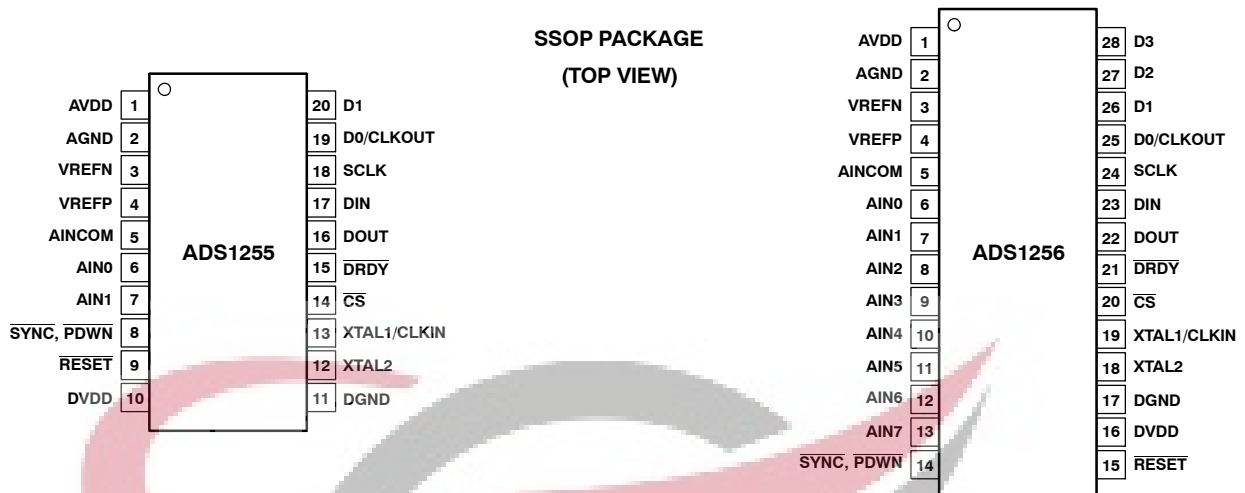 SSOP PACKAGE
(TOP VIEW)
ADS1255
AVDD 1
AGND 2
VREFN 3
VREFP 4
AINCOM 5
AIN0 6
AIN1 7
SYNC, PDWN 8
RESET 9
DVDD 10
20 D1
19 D0/CLKOUT
18 SCLK
17 DIN
16 DOUT
15 DRDY
14 CS
13 XTAL1/CLKIN
12 XTAL2
11 DGND
ADS1256
AVDD 1
AGND 2
VREFN 3
VREFP 4
AINCOM 5
AIN0 6
AIN1 7
AIN2 8
AIN3 9
AIN4 10
AIN5 11
AIN6 12
AIN7 13
SYNC, PDWN 14
28 D3
27 D2
26 D1
25 D0/CLKOUT
24 SCLK
23 DIN
22 DOUT
21 DRDY
20 CS
19 XTAL1/CLKIN
18 XTAL2
17 DGND
16 DVDD
15 RESET